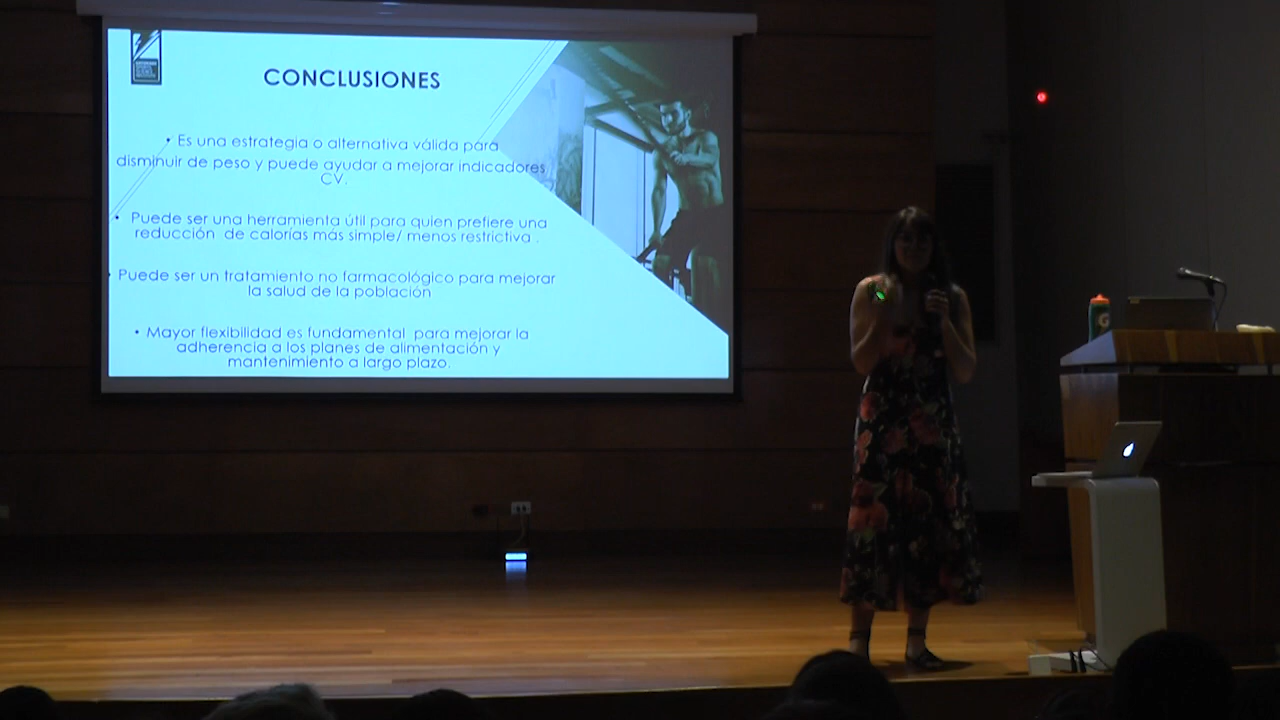 CONCLUSIONES
• Es una estrategia o alternativa válida para
disminuir de peso y puede ayudar a mejorar indicadores
CV.
• Puede ser una herramienta útil para quien prefiere una
reducción de calorías más simple/ menos restrictiva .
• Puede ser un tratamiento no farmacológico para mejorar
la salud de la población
• Mayor flexibilidad es fundamental para mejorar la
adherencia a los planes de alimentación y
mantenimiento a largo plazo.